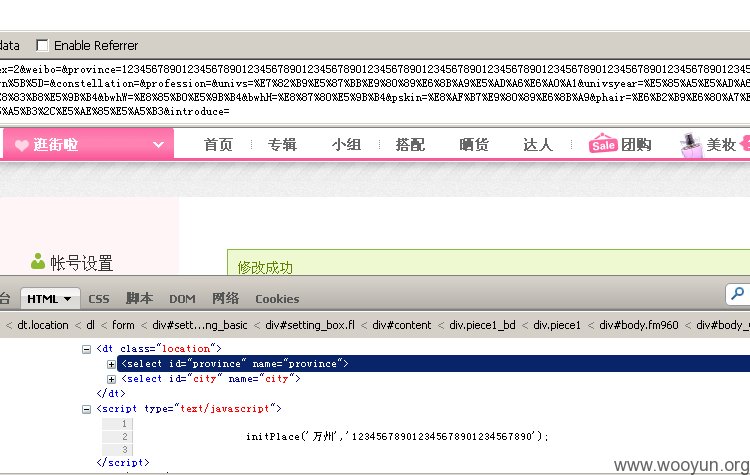 data Enable Referrer
ex=2&weibo=&province=12345678901234567890123456789012345678901234567890123456789012345678901234567890123456789012345
rn%5B%5D=&constellation=&profession=&univs=%E7%82%B9%E5%87%BB%E9%80%89%E6%8B%A9%E5%AD%A6%E6%A0%A1&univsyear=%E5%85%A5%E5%AD%A6
%E8%83%B8%E5%9B%B4&bwhW=%E8%85%B0%E5%9B%B4&bwhH=%E8%87%80%E5%9B%B4&pskin=%E8%AF%B7%E9%80%89%E6%8B%A9&phair=%E6%B2%B9%E6%80%A7%E
%A5%B3%2C%E5%AE%85%E5%A5%B3&introduce=
逛街啦 首页 专辑 小组 搭配 晒货 达人 Sale 团购 美妆
帐号设置
修改成功
台 HTML CSS 脚本 DOM 网络 Cookies
< dt.location < dl < form < div#sett...ng_basic < div#setting_box.fl < div#content < div.piece1_bd < div.piece1 < div#body.fm960 < div#body_
<dt class="location">
<select id="province" name="province">
<select id="city" name="city">
</dt>
<script type="text/javascript">
1
2 initPlace('万州','123456789012345678901234567890');
3
</script>
www.wooyun.org